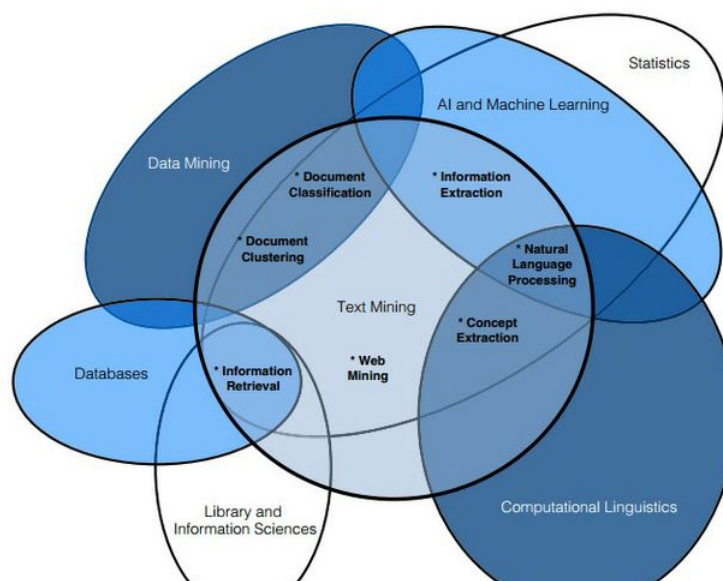 Statistics
AI and Machine Learning
Data Mining
* Document
Classification
* Information
Extraction
* Document
Clustering
* Natural
Language
Processing
Text Mining
* Concept
Extraction
* Web
Mining
Databases
* Information
Retrieval
Library and
Information Sciences
Computational Linguistics